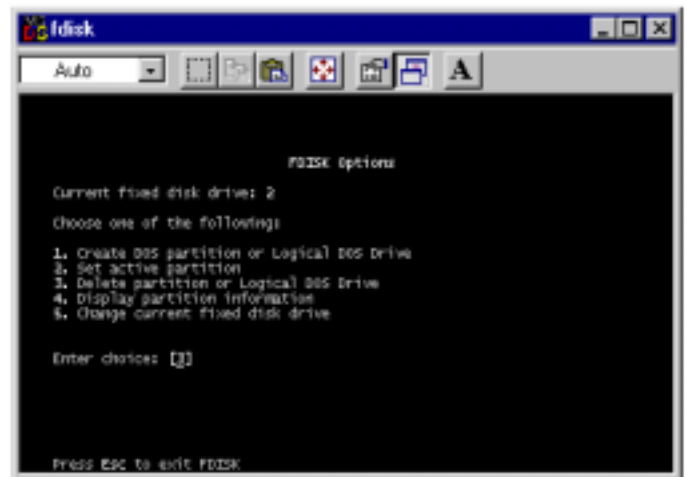 fdisk
Auto
A
FDISK Options
Current fixed disk drive: 2
Choose one of the following:
1. Create DOS partition or Logical DOS Drive
2. Set active partition
3. Delete partition or Logical DOS Drive
4. Display partition information
5. Change current fixed disk drive
Enter choice: [3]
Press Esc to exit FDISK